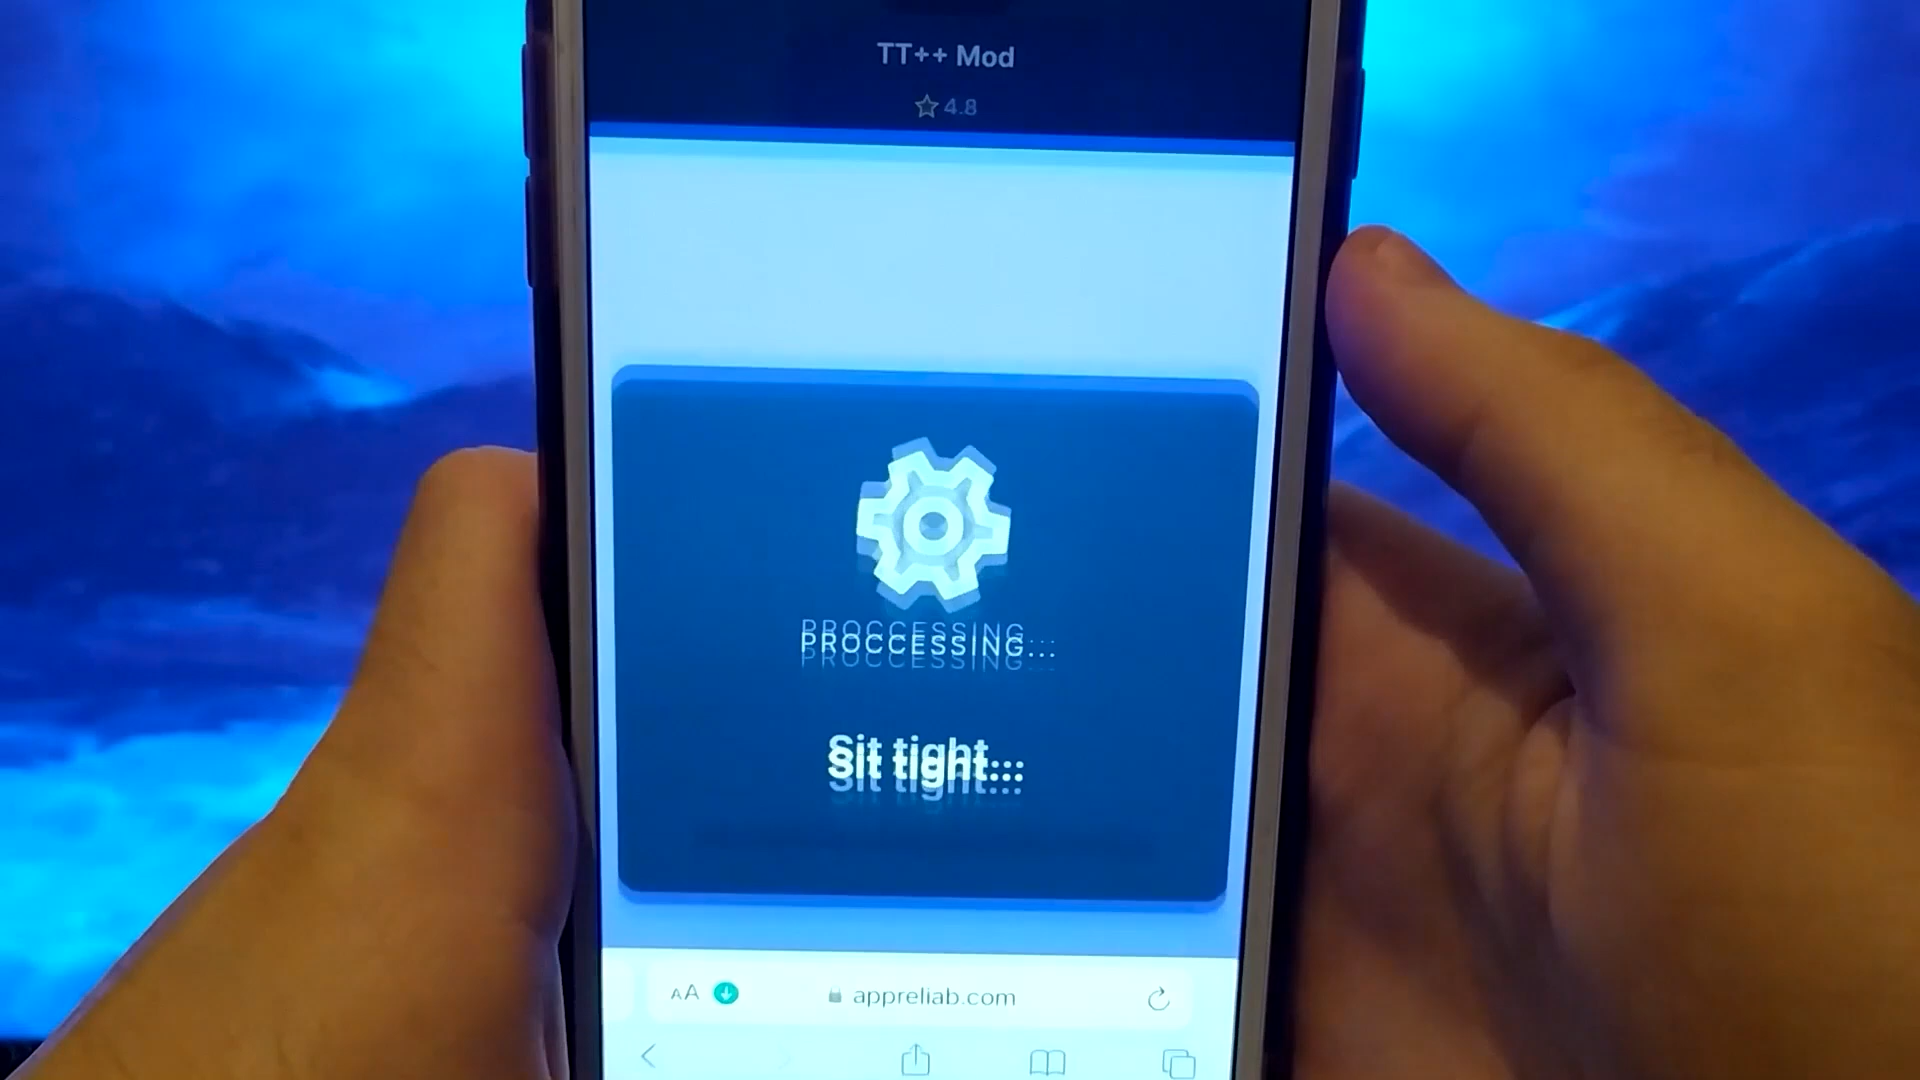 TT++ Mod
4.8
PROCCESSING...
Sit tight...
AA
appreliab.com